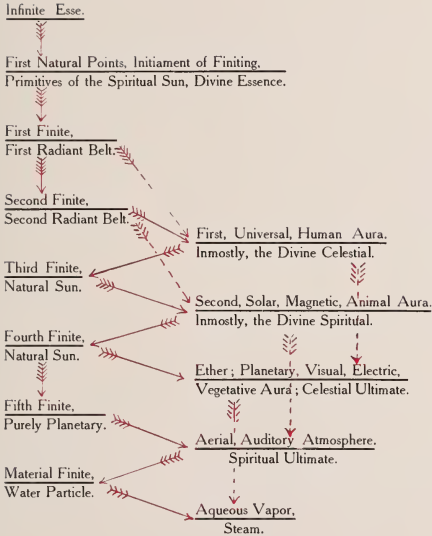 Infinite Esse.
First Natural Points, Initiament of Finiting,
Primitives of the Spiritual Sun, Divine Essence.
First Finite,
First Radiant Belt.
Second Finite,
Second Radiant Belt.
First, Universal, Human Aura.
Inmostly, the Divine Celestial.
Third Finite,
Natural Sun.
Second, Solar, Magnetic, Animal Aura.
Inmostly, the Divine Spiritual.
Fourth Finite,
Natural Sun.
Ether; Planetary, Visual, Electric,
Vegetative Aura; Celestial Ultimate.
Fifth Finite,
Purely Planetary.
Aerial, Auditory Atmosphere.
Spiritual Ultimate.
Material Finite,
Water Particle.
Aqueous Vapor,
Steam.